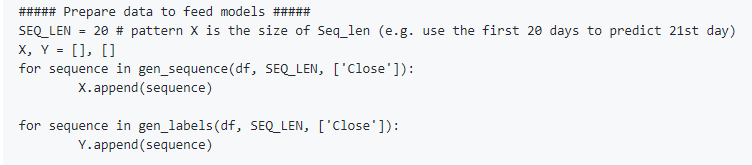 ##### Prepare data to feed models #####
SEQ_LEN = 20 # pattern X is the size of Seq_len (e.g. use the first 20 days to predict 21st day)
X, Y = [], []
for sequence in gen_sequence(df, SEQ_LEN, ['Close']):
        X.append(sequence)

for sequence in gen_labels(df, SEQ_LEN, ['Close']):
        Y.append(sequence)